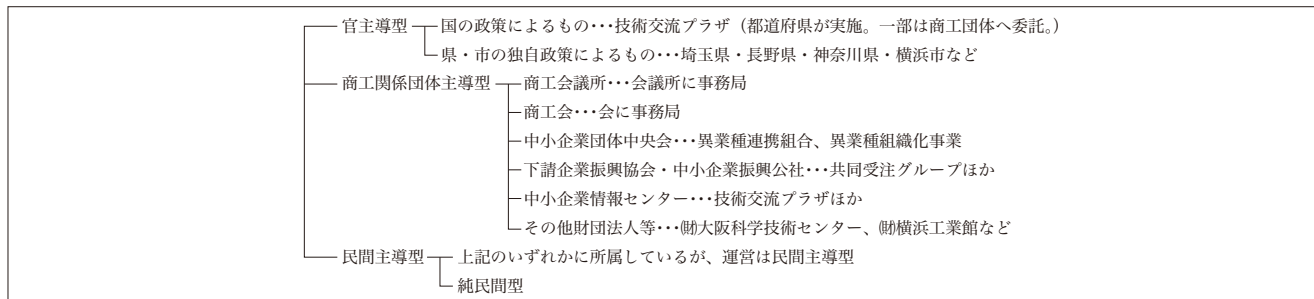 官主導型 国の政策によるもの･･･技術交流プラザ（都道府県が実施。一部は商工団体へ委託。）
県・市の独自政策によるもの･･･埼玉県・長野県・神奈川県・横浜市など
商工関係団体主導型 商工会議所･･･会議所に事務局
商工会･･･会に事務局
中小企業団体中央会･･･異業種連携組合、異業種組織化事業
下請企業振興協会・中小企業振興公社･･･共同受注グループほか
中小企業情報センター･･･技術交流プラザほか
その他財団法人等･･･㈶大阪科学技術センター、㈶横浜工業館など
民間主導型 上記のいずれかに所属しているが、運営は民間主導型
純民間型